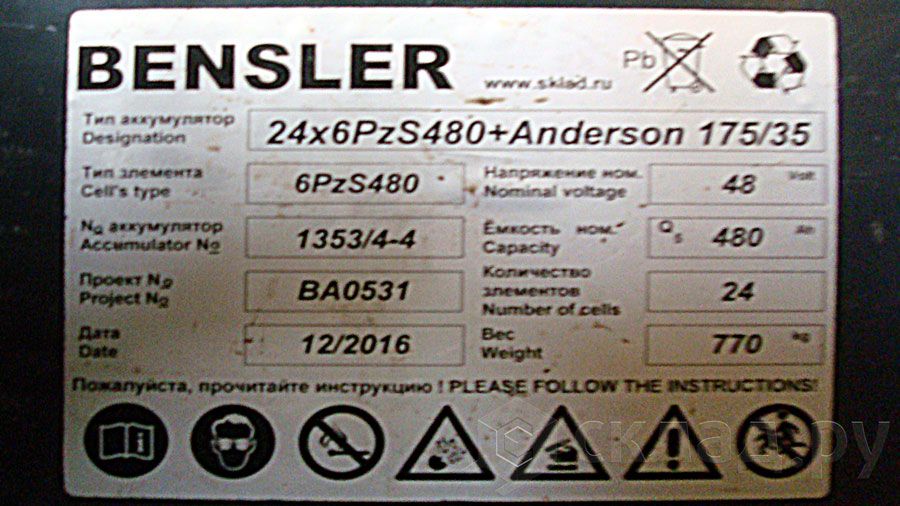 BENSLER
www.sklad.ru
Pb
Тип аккумулятор
Designation
24x6PzS480+Anderson 175/35
Тип элемента
Cell's type
6PzS480
Напряжение ном.
Nominal voltage
48 Volt
№ аккумулятор
Accumulator №
1353/4-4
Ёмкость ном.
Capacity
Q5 480 Ah
Проект №
Project №
BA0531
Количество
элементов
Number of cells
24
Дата
Date
12/2016
Вес
Weight
770 kg
Пожалуйста, прочитайте инструкцию ! PLEASE FOLLOW THE INSTRUCTIONS!
склад.ру